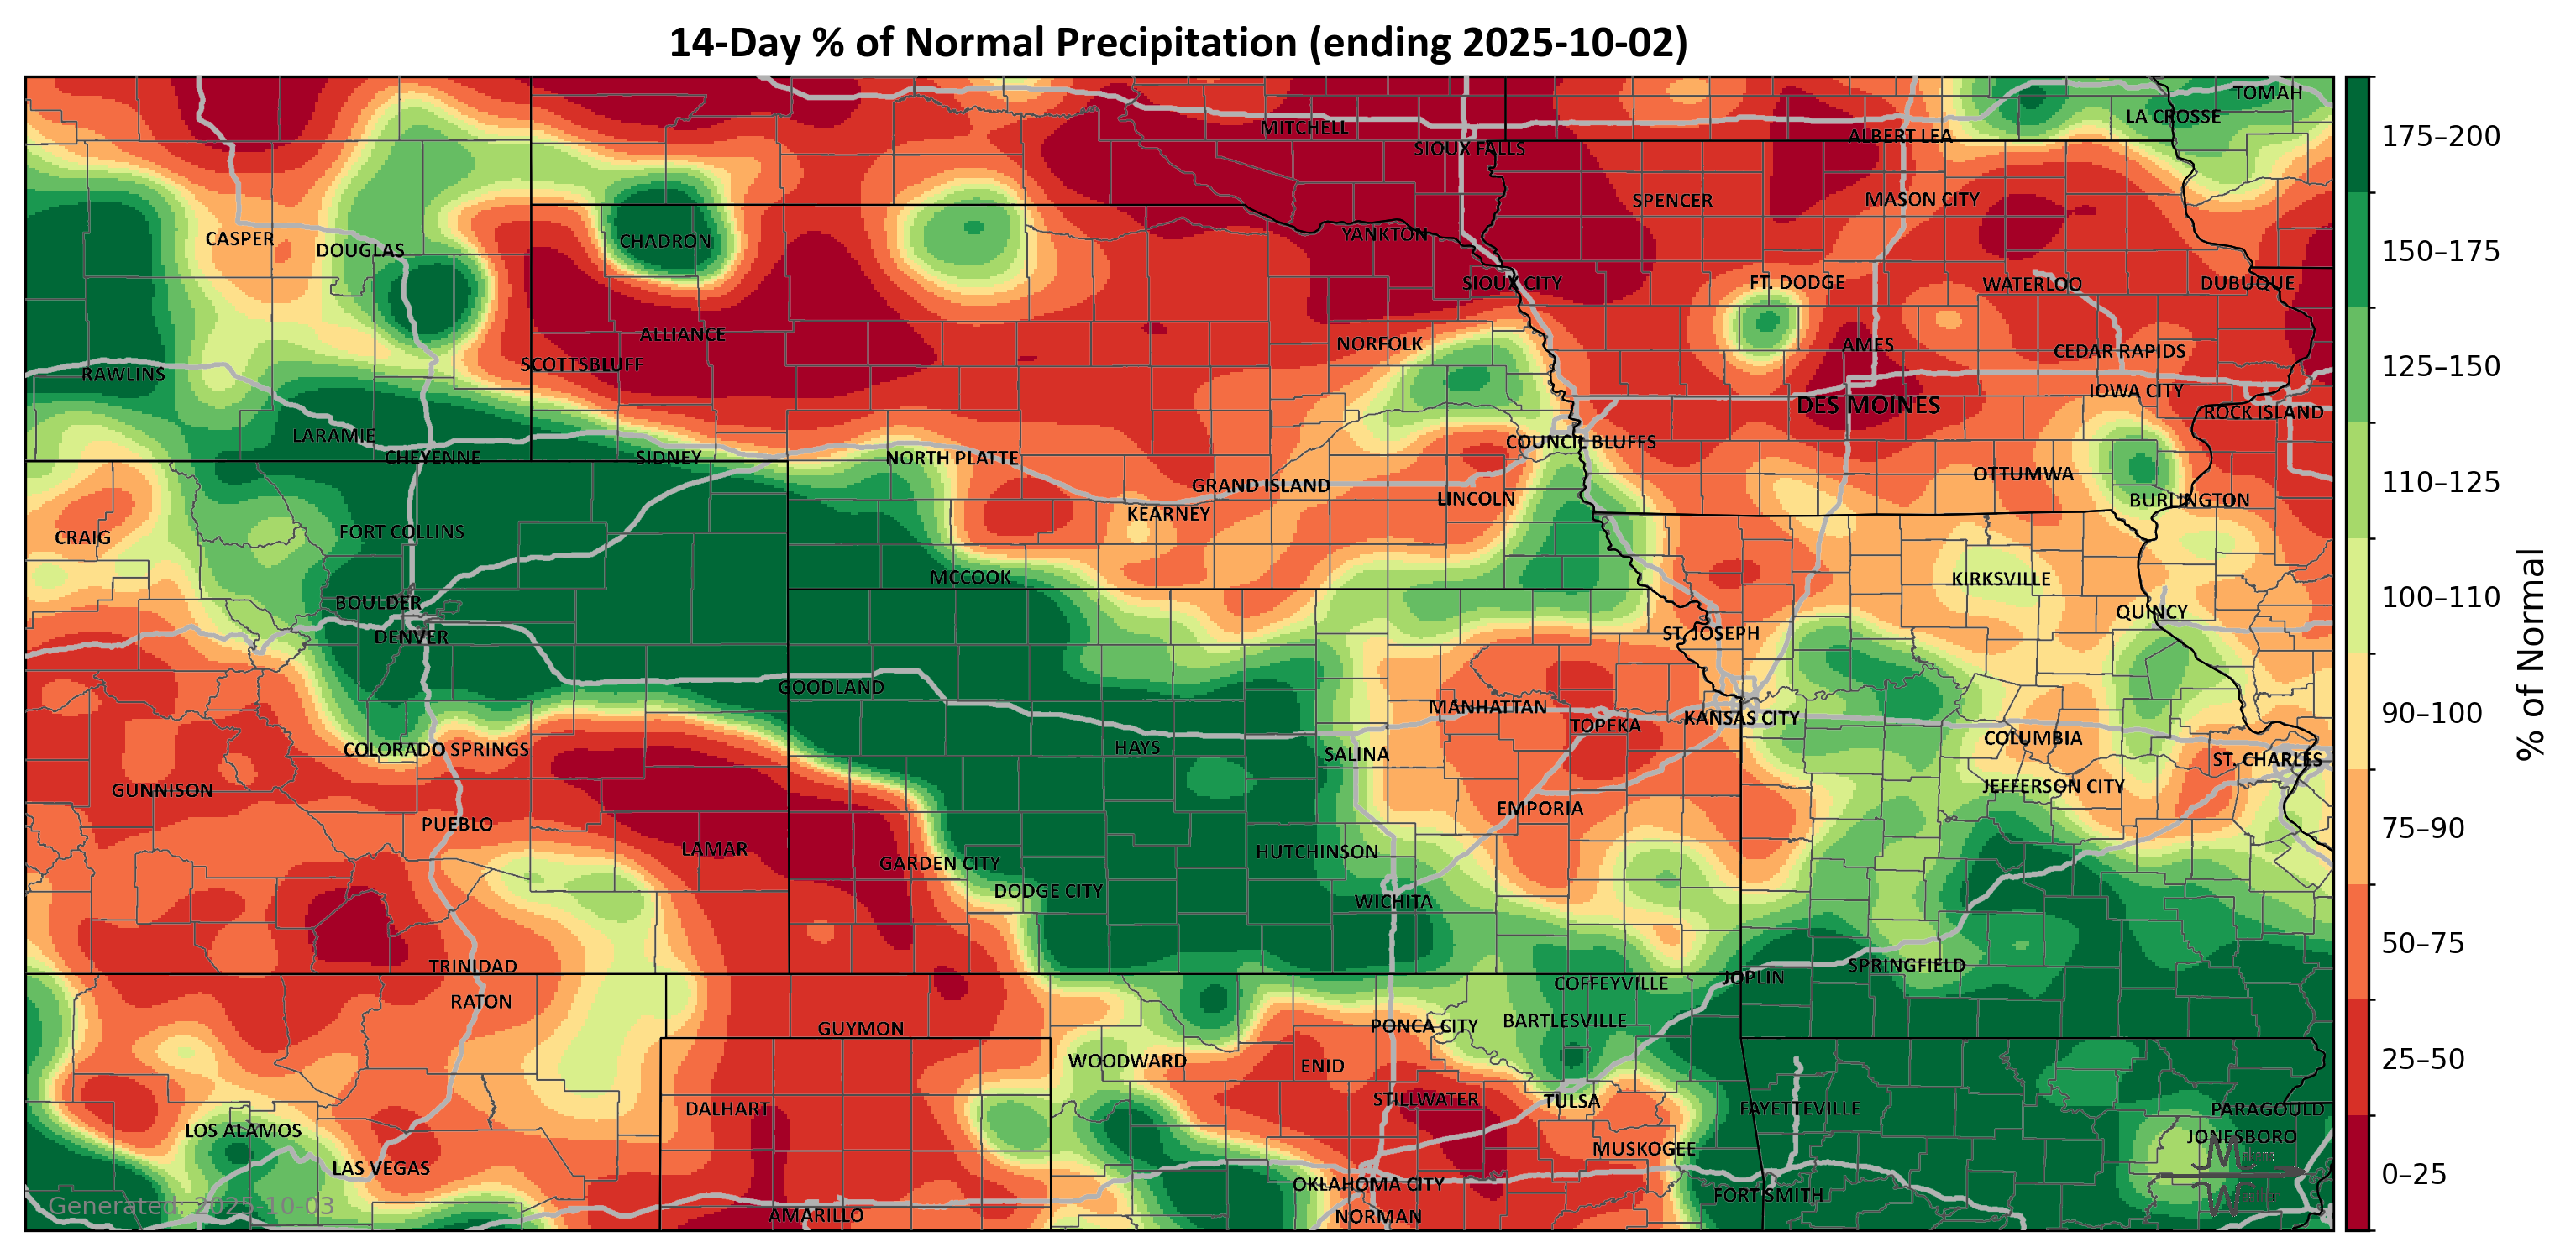 14-Day % of Normal Precipitation (ending 2025-10-02)
TOMAH
LA CROSSE
MITCHELL
ALBERT LEA
SIOUX FALLS
SPENCER
MASON CITY
CASPER
DOUGLAS
CHADRON
YANKTON
SIOUX CITY
FT. DODGE
WATERLOO
DUBUQUE
ALLIANCE
NORFOLK
AMES
CEDAR RAPIDS
SCOTTSBLUFF
RAWLINS
IOWA CITY
DES MOINES
ROCK ISLAND
LARAMIE
COUNCIL BLUFFS
CHEYENNE
SIDNEY
NORTH PLATTE
OTTUMWA
GRAND ISLAND
LINCOLN
BURLINGTON
KEARNEY
CRAIG
FORT COLLINS
MCCOOK
KIRKSVILLE
BOULDER
QUINCY
DENVER
ST. JOSEPH
GOODLAND
MANHATTAN
TOPEKA
KANSAS CITY
COLUMBIA
COLORADO SPRINGS
HAYS
SALINA
ST. CHARLES
GUNNISON
JEFFERSON CITY
EMPORIA
PUEBLO
LAMAR
HUTCHINSON
GARDEN CITY
DODGE CITY
WICHITA
TRINIDAD
SPRINGFIELD
JOPLIN
COFFEYVILLE
RATON
BARTLESVILLE
PONCA CITY
GUYMON
WOODWARD
ENID
STILLWATER
TULSA
DALHART
FAYETTEVILLE
PARAGOULD
LOS ALAMOS
JONESBORO
MUSKOGEE
LAS VEGAS
OKLAHOMA CITY
FORT SMITH
AMARILLO
NORMAN
Generated: 2025-10-03
175–200
150–175
125–150
110–125
100–110
90–100
75–90
50–75
25–50
0–25
% of Normal